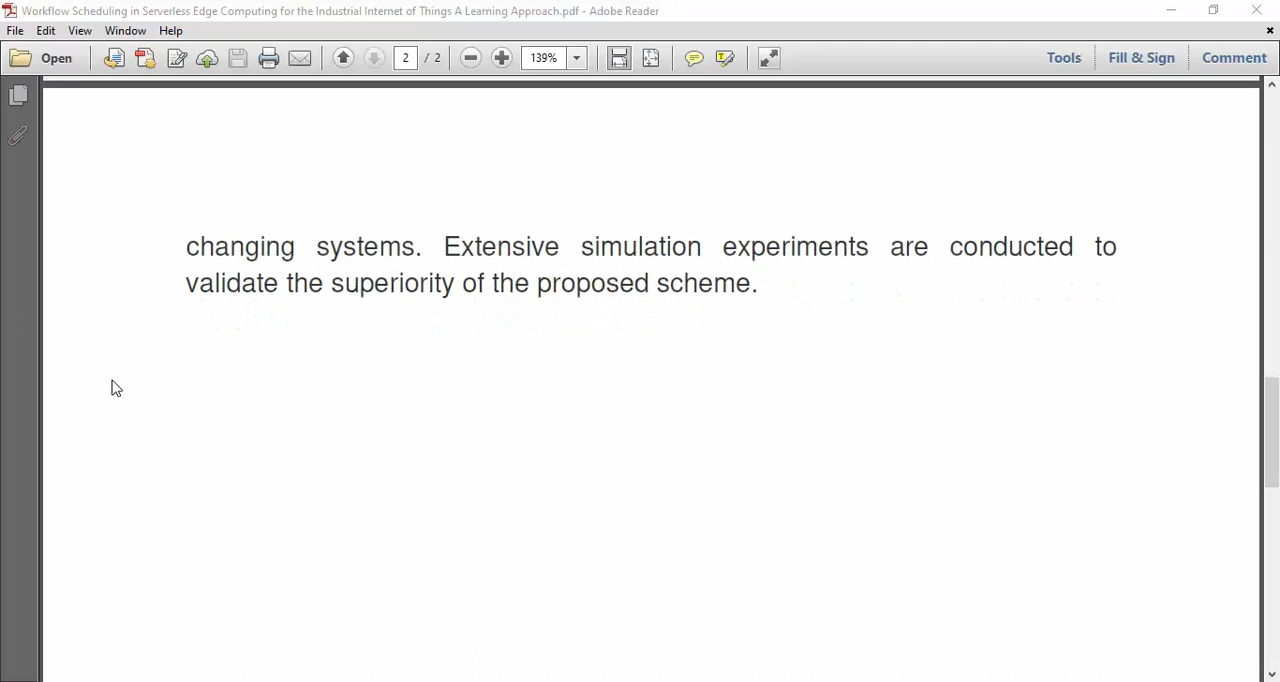 Workflow Scheduling in Serverless Edge Computing for the Industrial Internet of Things A Learning Approach.pdf - Adobe Reader
File Edit View Window Help
Open 2 / 2 139% Tools Fill & Sign Comment
changing systems. Extensive simulation experiments are conducted to
validate the superiority of the proposed scheme.